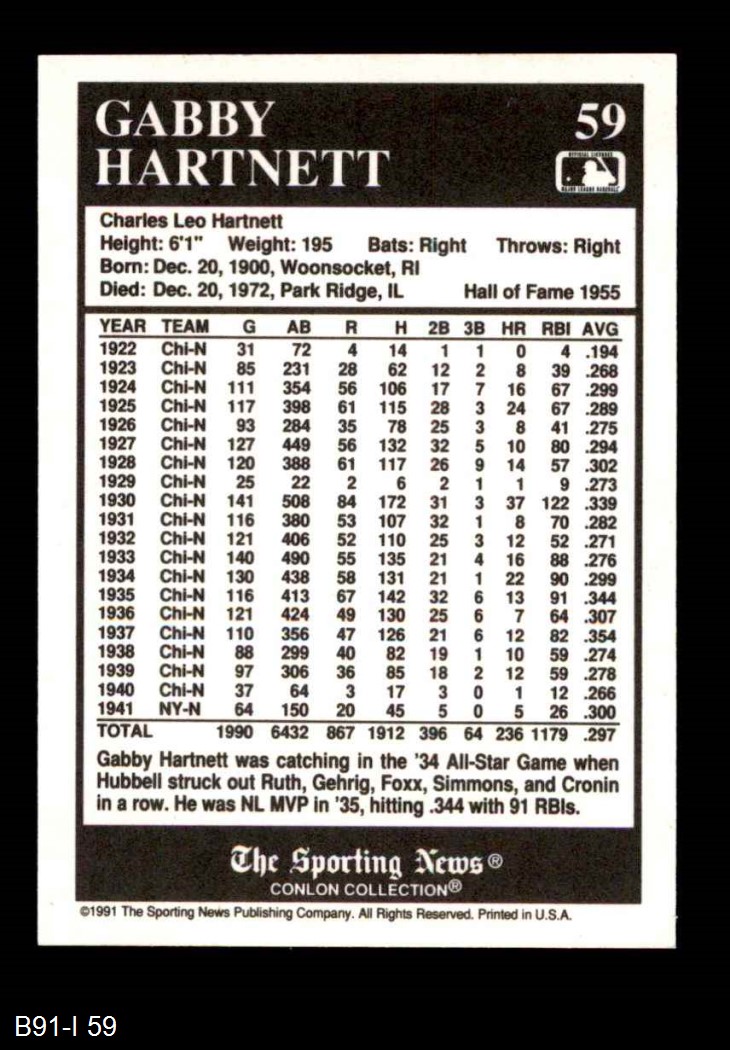 GABBY 59
HARTNETT
OFFICIAL LICENSEE
MAJOR LEAGUE BASEBALL
Charles Leo Hartnett
Height: 6'1" Weight: 195 Bats: Right Throws: Right
Born: Dec. 20, 1900, Woonsocket, RI
Died: Dec. 20, 1972, Park Ridge, IL Hall of Fame 1955
YEAR TEAM G AB R H 2B 3B HR RBI AVG
1922 Chi-N 31 72 4 14 1 1 0 4 .194
1923 Chi-N 85 231 28 62 12 2 8 39 .268
1924 Chi-N 111 354 56 106 17 7 16 67 .299
1925 Chi-N 117 398 61 115 28 3 24 67 .289
1926 Chi-N 93 284 35 78 25 3 8 41 .275
1927 Chi-N 127 449 56 132 32 5 10 80 .294
1928 Chi-N 120 388 61 117 26 9 14 57 .302
1929 Chi-N 25 22 2 6 2 1 1 9 .273
1930 Chi-N 141 508 84 172 31 3 37 122 .339
1931 Chi-N 116 380 53 107 32 1 8 70 .282
1932 Chi-N 121 406 52 110 25 3 12 52 .271
1933 Chi-N 140 490 55 135 21 4 16 88 .276
1934 Chi-N 130 438 58 131 21 1 22 90 .299
1935 Chi-N 116 413 67 142 32 6 13 91 .344
1936 Chi-N 121 424 49 130 25 6 7 64 .307
1937 Chi-N 110 356 47 126 21 6 12 82 .354
1938 Chi-N 88 299 40 82 19 1 10 59 .274
1939 Chi-N 97 306 36 85 18 2 12 59 .278
1940 Chi-N 37 64 3 17 3 0 1 12 .266
1941 NY-N 64 150 20 45 5 0 5 26 .300
TOTAL 1990 6432 867 1912 396 64 236 1179 .297
Gabby Hartnett was catching in the '34 All-Star Game when
Hubbell struck out Ruth, Gehrig, Foxx, Simmons, and Cronin
in a row. He was NL MVP in '35, hitting .344 with 91 RBIs.
The Sporting News®
CONLON COLLECTION®
©1991 The Sporting News Publishing Company. All Rights Reserved. Printed in U.S.A.
B91-I 59